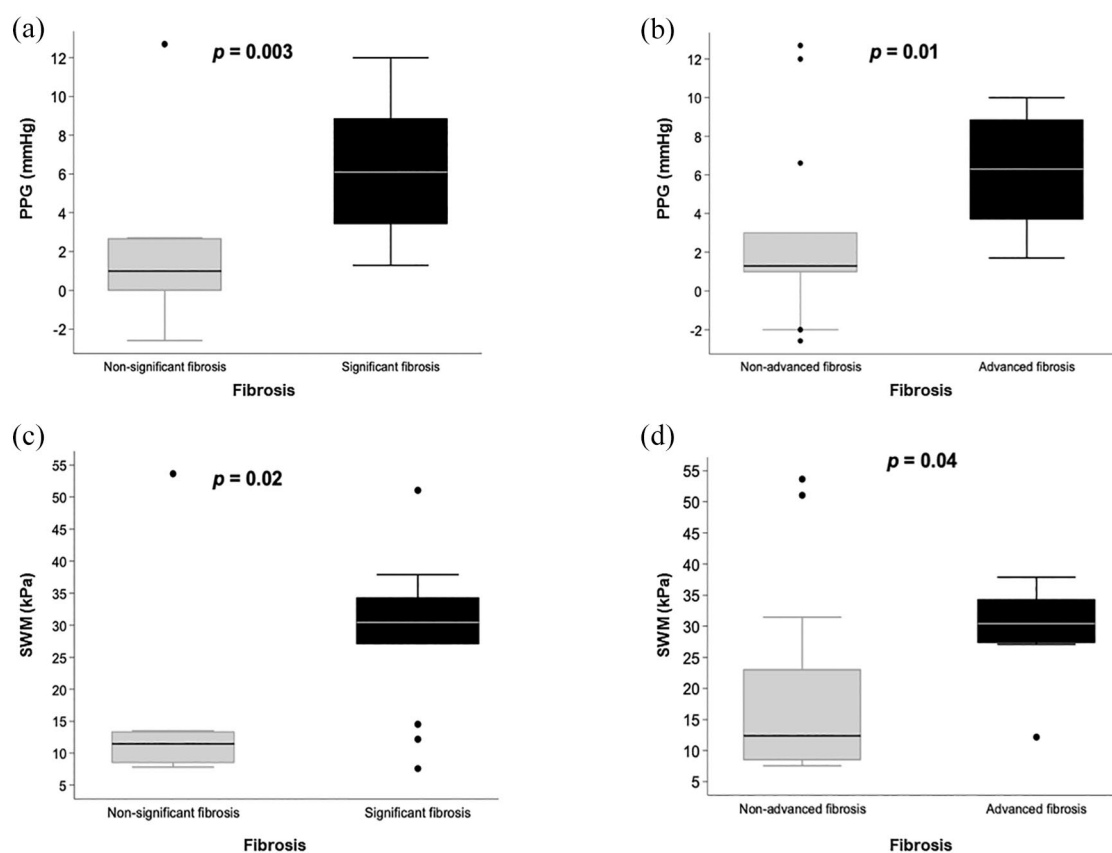 (a)
p = 0.003
PPG (mmHg)
12
10
8
6
4
2
0
-2
Non-significant fibrosis
Significant fibrosis
Fibrosis
(b)
p = 0.01
PPG (mmHg)
12
10
8
6
4
2
0
-2
Non-advanced fibrosis
Advanced fibrosis
Fibrosis
(c)
p = 0.02
SWM (kPa)
55
50
45
40
35
30
25
20
15
10
5
Non-significant fibrosis
Significant fibrosis
Fibrosis
(d)
p = 0.04
SWM (kPa)
55
50
45
40
35
30
25
20
15
10
5
Non-advanced fibrosis
Advanced fibrosis
Fibrosis